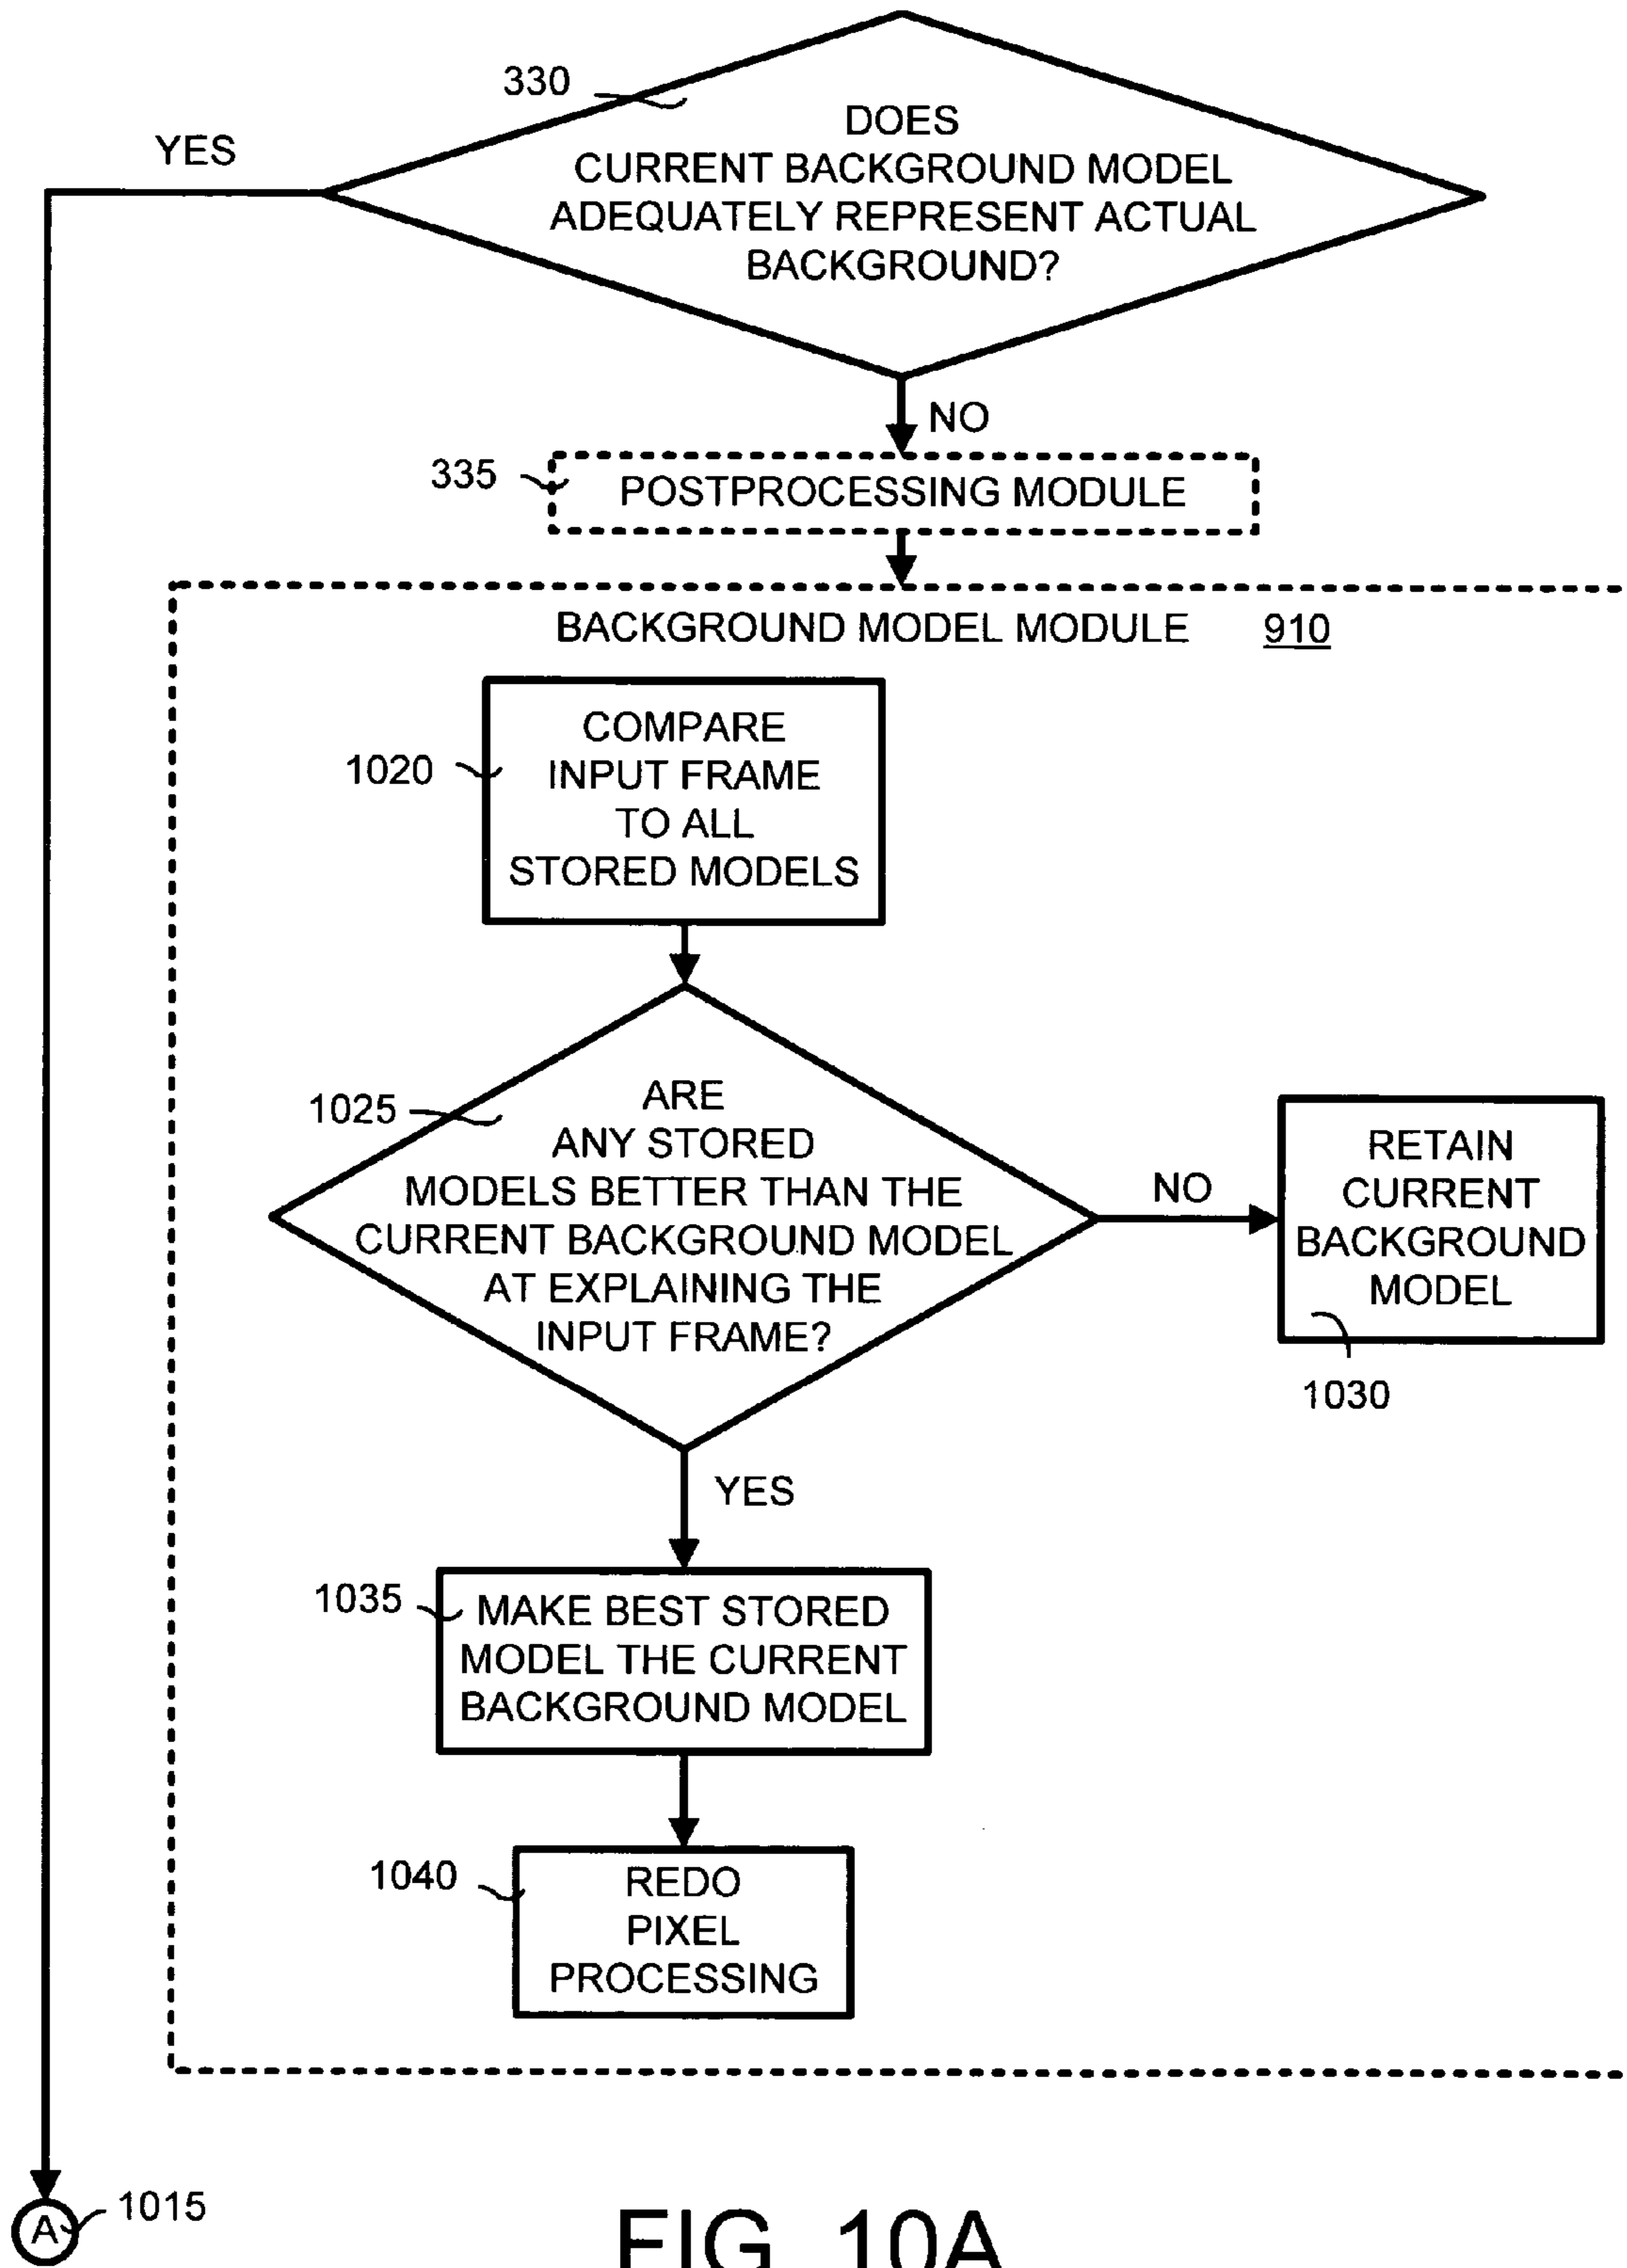 330
YES
DOES
CURRENT BACKGROUND MODEL
ADEQUATELY REPRESENT ACTUAL
BACKGROUND?
NO
335
POSTPROCESSING MODULE
BACKGROUND MODEL MODULE 910
COMPARE
INPUT FRAME
TO ALL
STORED MODELS
1020
1025
ARE
ANY STORED
MODELS BETTER THAN THE
CURRENT BACKGROUND MODEL
AT EXPLAINING THE
INPUT FRAME?
NO
RETAIN
CURRENT
BACKGROUND
MODEL
1030
YES
1035
MAKE BEST STORED
MODEL THE CURRENT
BACKGROUND MODEL
1040
REDO
PIXEL
PROCESSING
A
1015
FIG. 10A